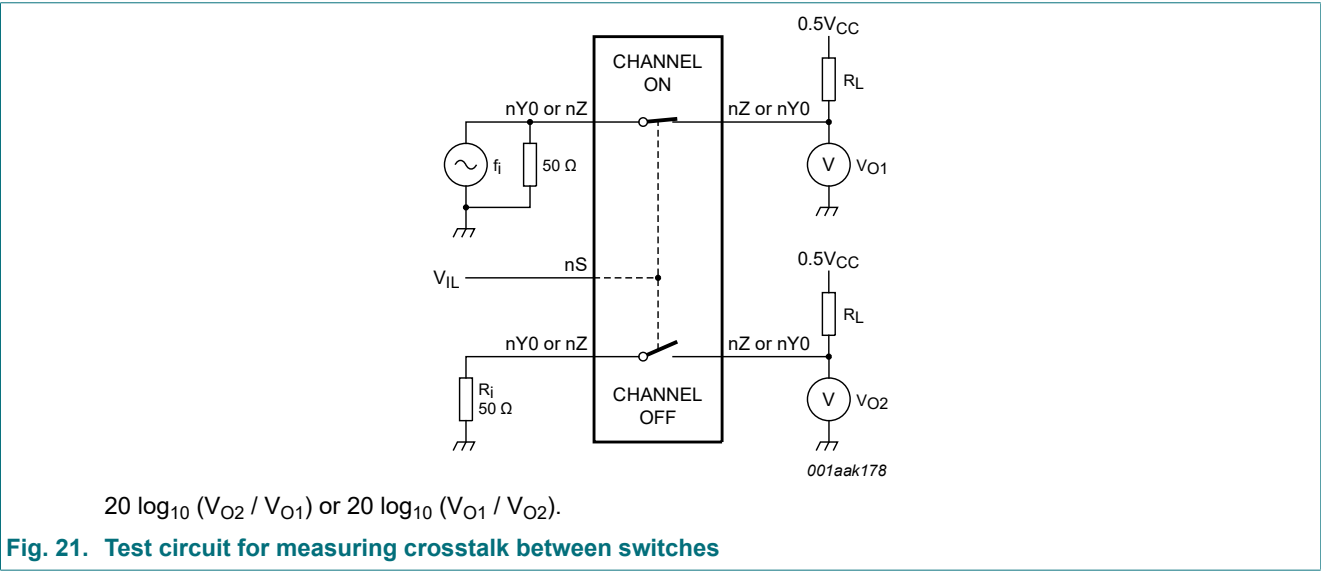 0.5VCC
CHANNEL
ON
RL
nY0 or nZ
nZ or nY0
fi
50 Ω
V
VO1
nS
VIL
0.5VCC
RL
nY0 or nZ
nZ or nY0
Ri
50 Ω
CHANNEL
OFF
V
VO2
001aak178
20 log10 (VO2 / VO1) or 20 log10 (VO1 / VO2).
Fig. 21. Test circuit for measuring crosstalk between switches